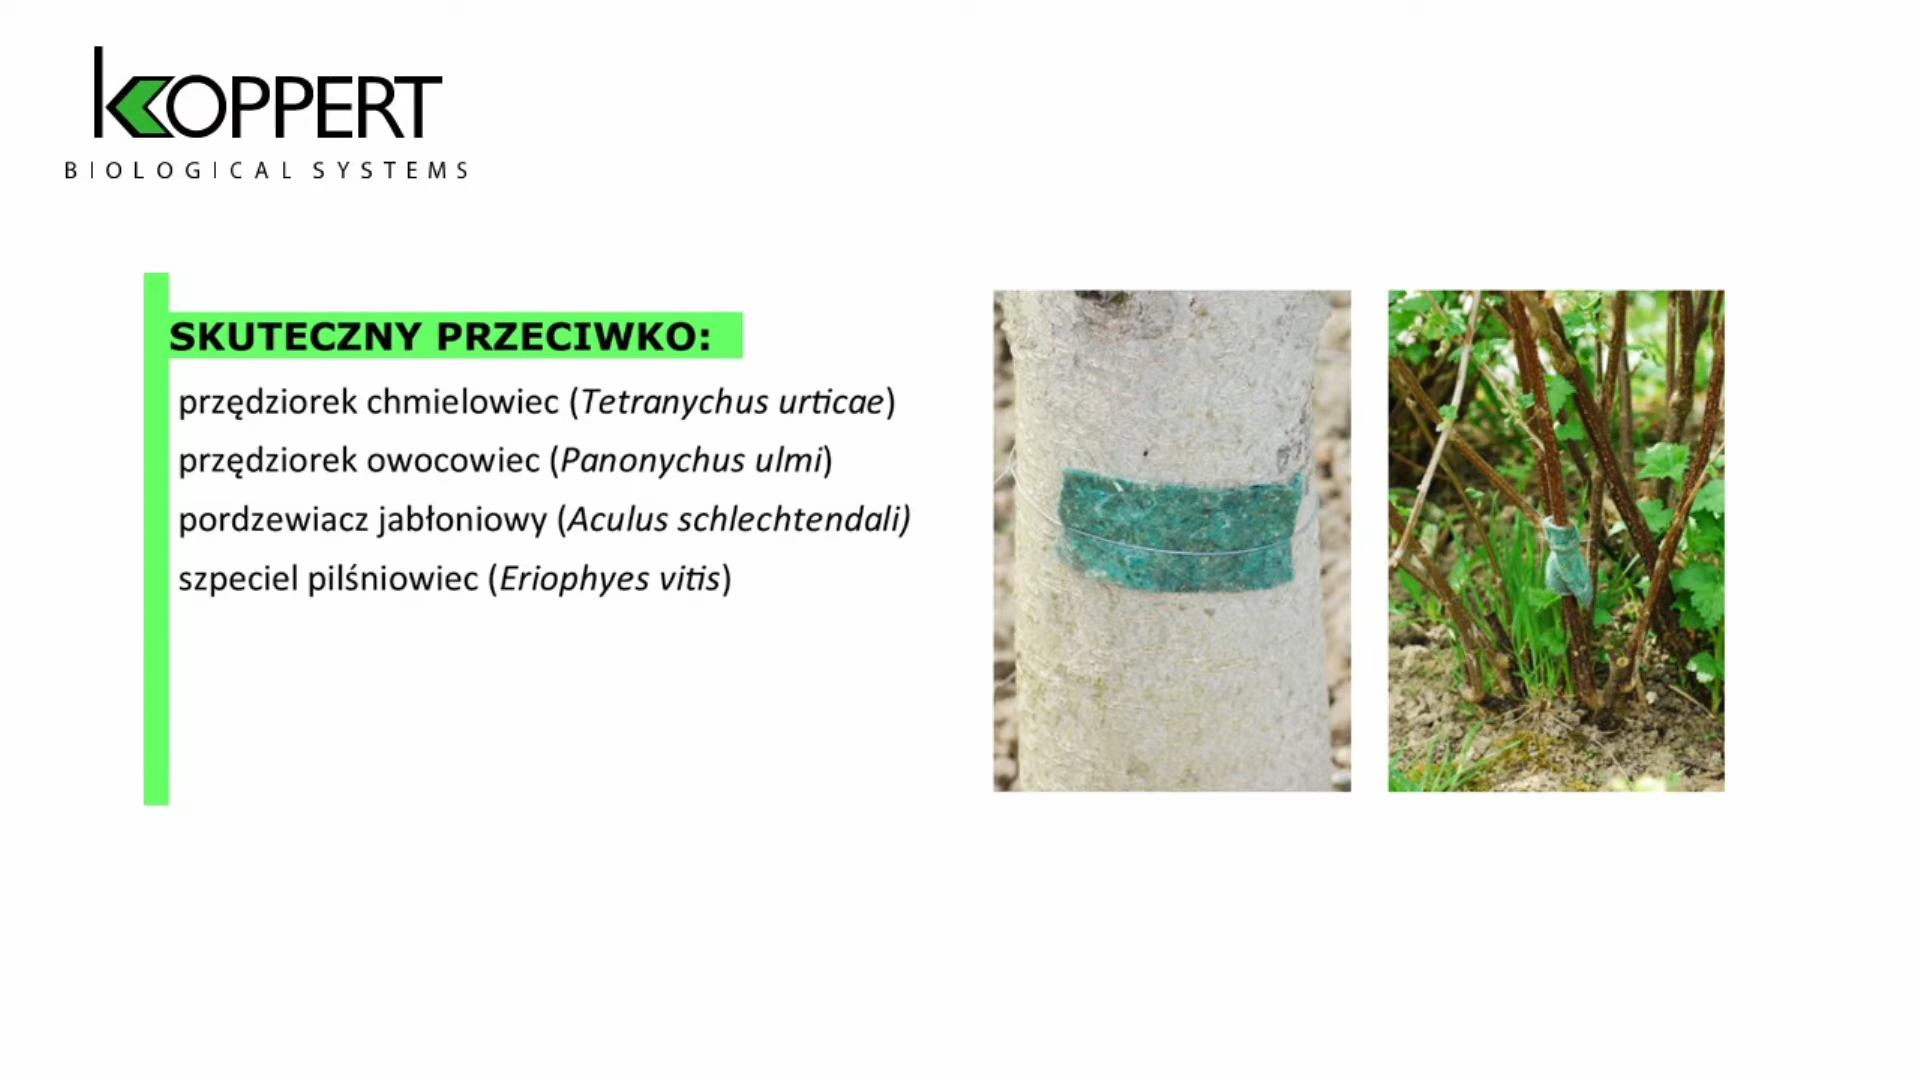 KOPPERT
BIOLOGICAL SYSTEMS
SKUTECZNY PRZECIWKO:
przędziorek chmielowiec (Tetranychus urticae)
przędziorek owocowiec (Panonychus ulmi)
pordzewiacz jabłoniowy (Aculus schlechtendali)
szpeciel pilśniowiec (Eriophyes vitis)